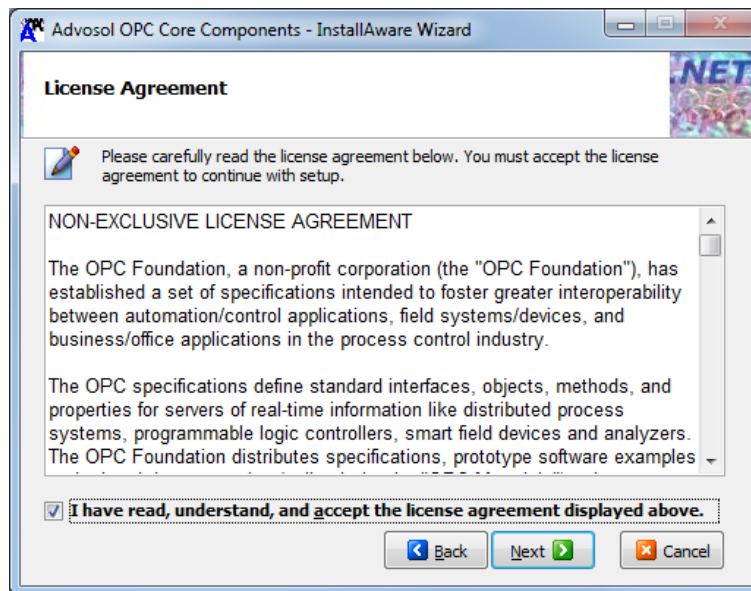 Advosol OPC Core Components - InstallAware Wizard
License Agreement
.NET
Please carefully read the license agreement below. You must accept the license
agreement to continue with setup.
NON-EXCLUSIVE LICENSE AGREEMENT
The OPC Foundation, a non-profit corporation (the "OPC Foundation"), has
established a set of specifications intended to foster greater interoperability
between automation/control applications, field systems/devices, and
business/office applications in the process control industry.
The OPC specifications define standard interfaces, objects, methods, and
properties for servers of real-time information like distributed process
systems, programmable logic controllers, smart field devices and analyzers.
The OPC Foundation distributes specifications, prototype software examples
I have read, understand, and accept the license agreement displayed above.
Back Next Cancel